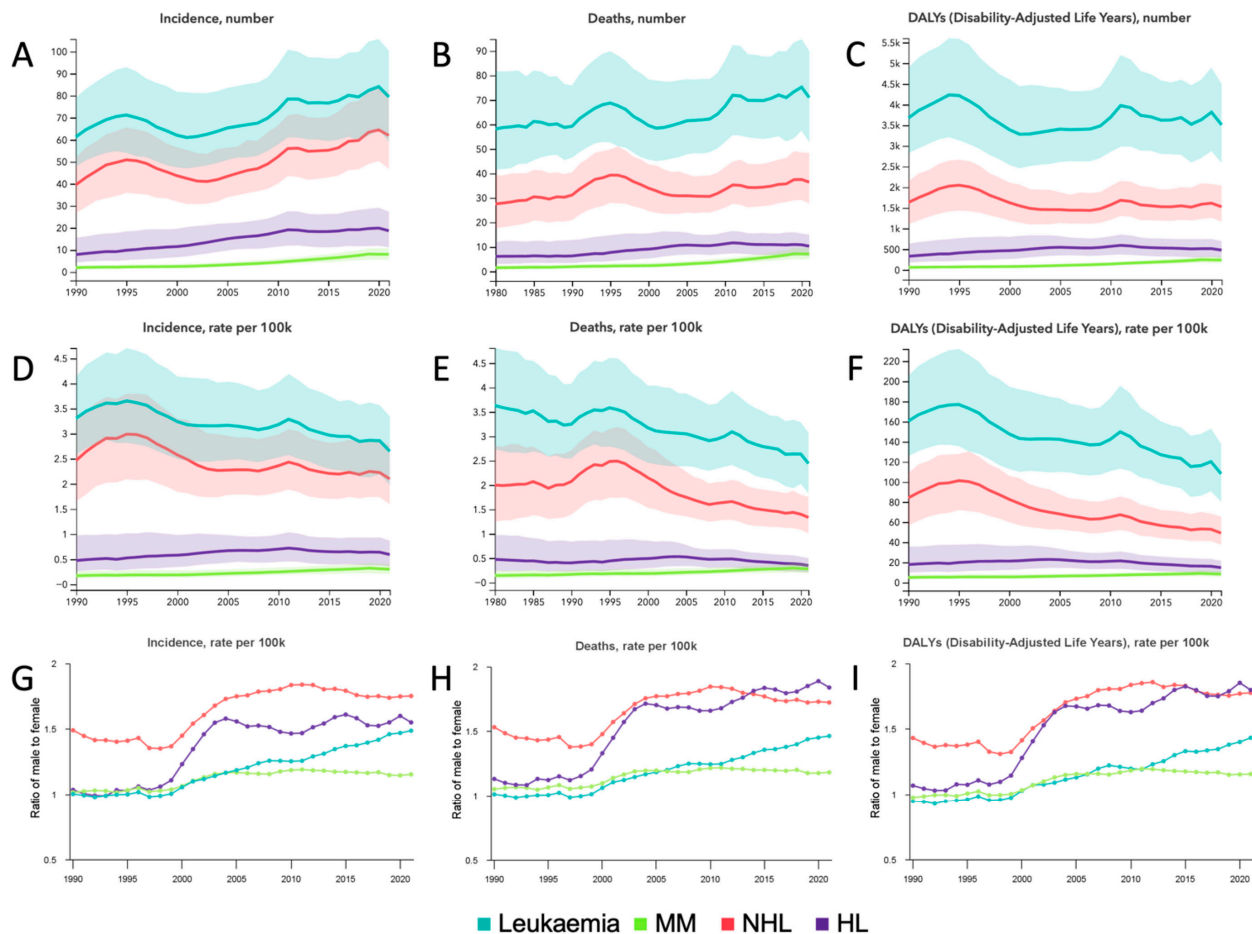 Incidence, number
Deaths, number
DALYs (Disability-Adjusted Life Years), number
A
B
C
100
80
60
40
20
0
1990 1995 2000 2005 2010 2015 2020
90
80
70
60
50
40
30
20
10
0
1980 1985 1990 1995 2000 2005 2010 2015 2020
5.5k
5k
4.5k
4k
3.5k
3k
2.5k
2k
1.5k
1k
500
0
1990 1995 2000 2005 2010 2015 2020
Incidence, rate per 100k
Deaths, rate per 100k
DALYs (Disability-Adjusted Life Years), rate per 100k
D
E
F
4.5
4
3.5
3
2.5
2
1.5
1
0.5
−0
1990 1995 2000 2005 2010 2015 2020
4.5
4
3.5
3
2.5
2
1.5
1
0.5
−0
1980 1985 1990 1995 2000 2005 2010 2015 2020
220
200
180
160
140
120
100
80
60
40
20
0
1990 1995 2000 2005 2010 2015 2020
Incidence, rate per 100k
Deaths, rate per 100k
DALYs (Disability-Adjusted Life Years), rate per 100k
G
H
I
Ratio of male to female
2
1.5
1
0.5
1990 1995 2000 2005 2010 2015 2020
Ratio of male to female
2
1.5
1
0.5
1990 1995 2000 2005 2010 2015 2020
Ratio of male to female
2
1.5
1
0.5
1990 1995 2000 2005 2010 2015 2020
Leukaemia MM NHL HL